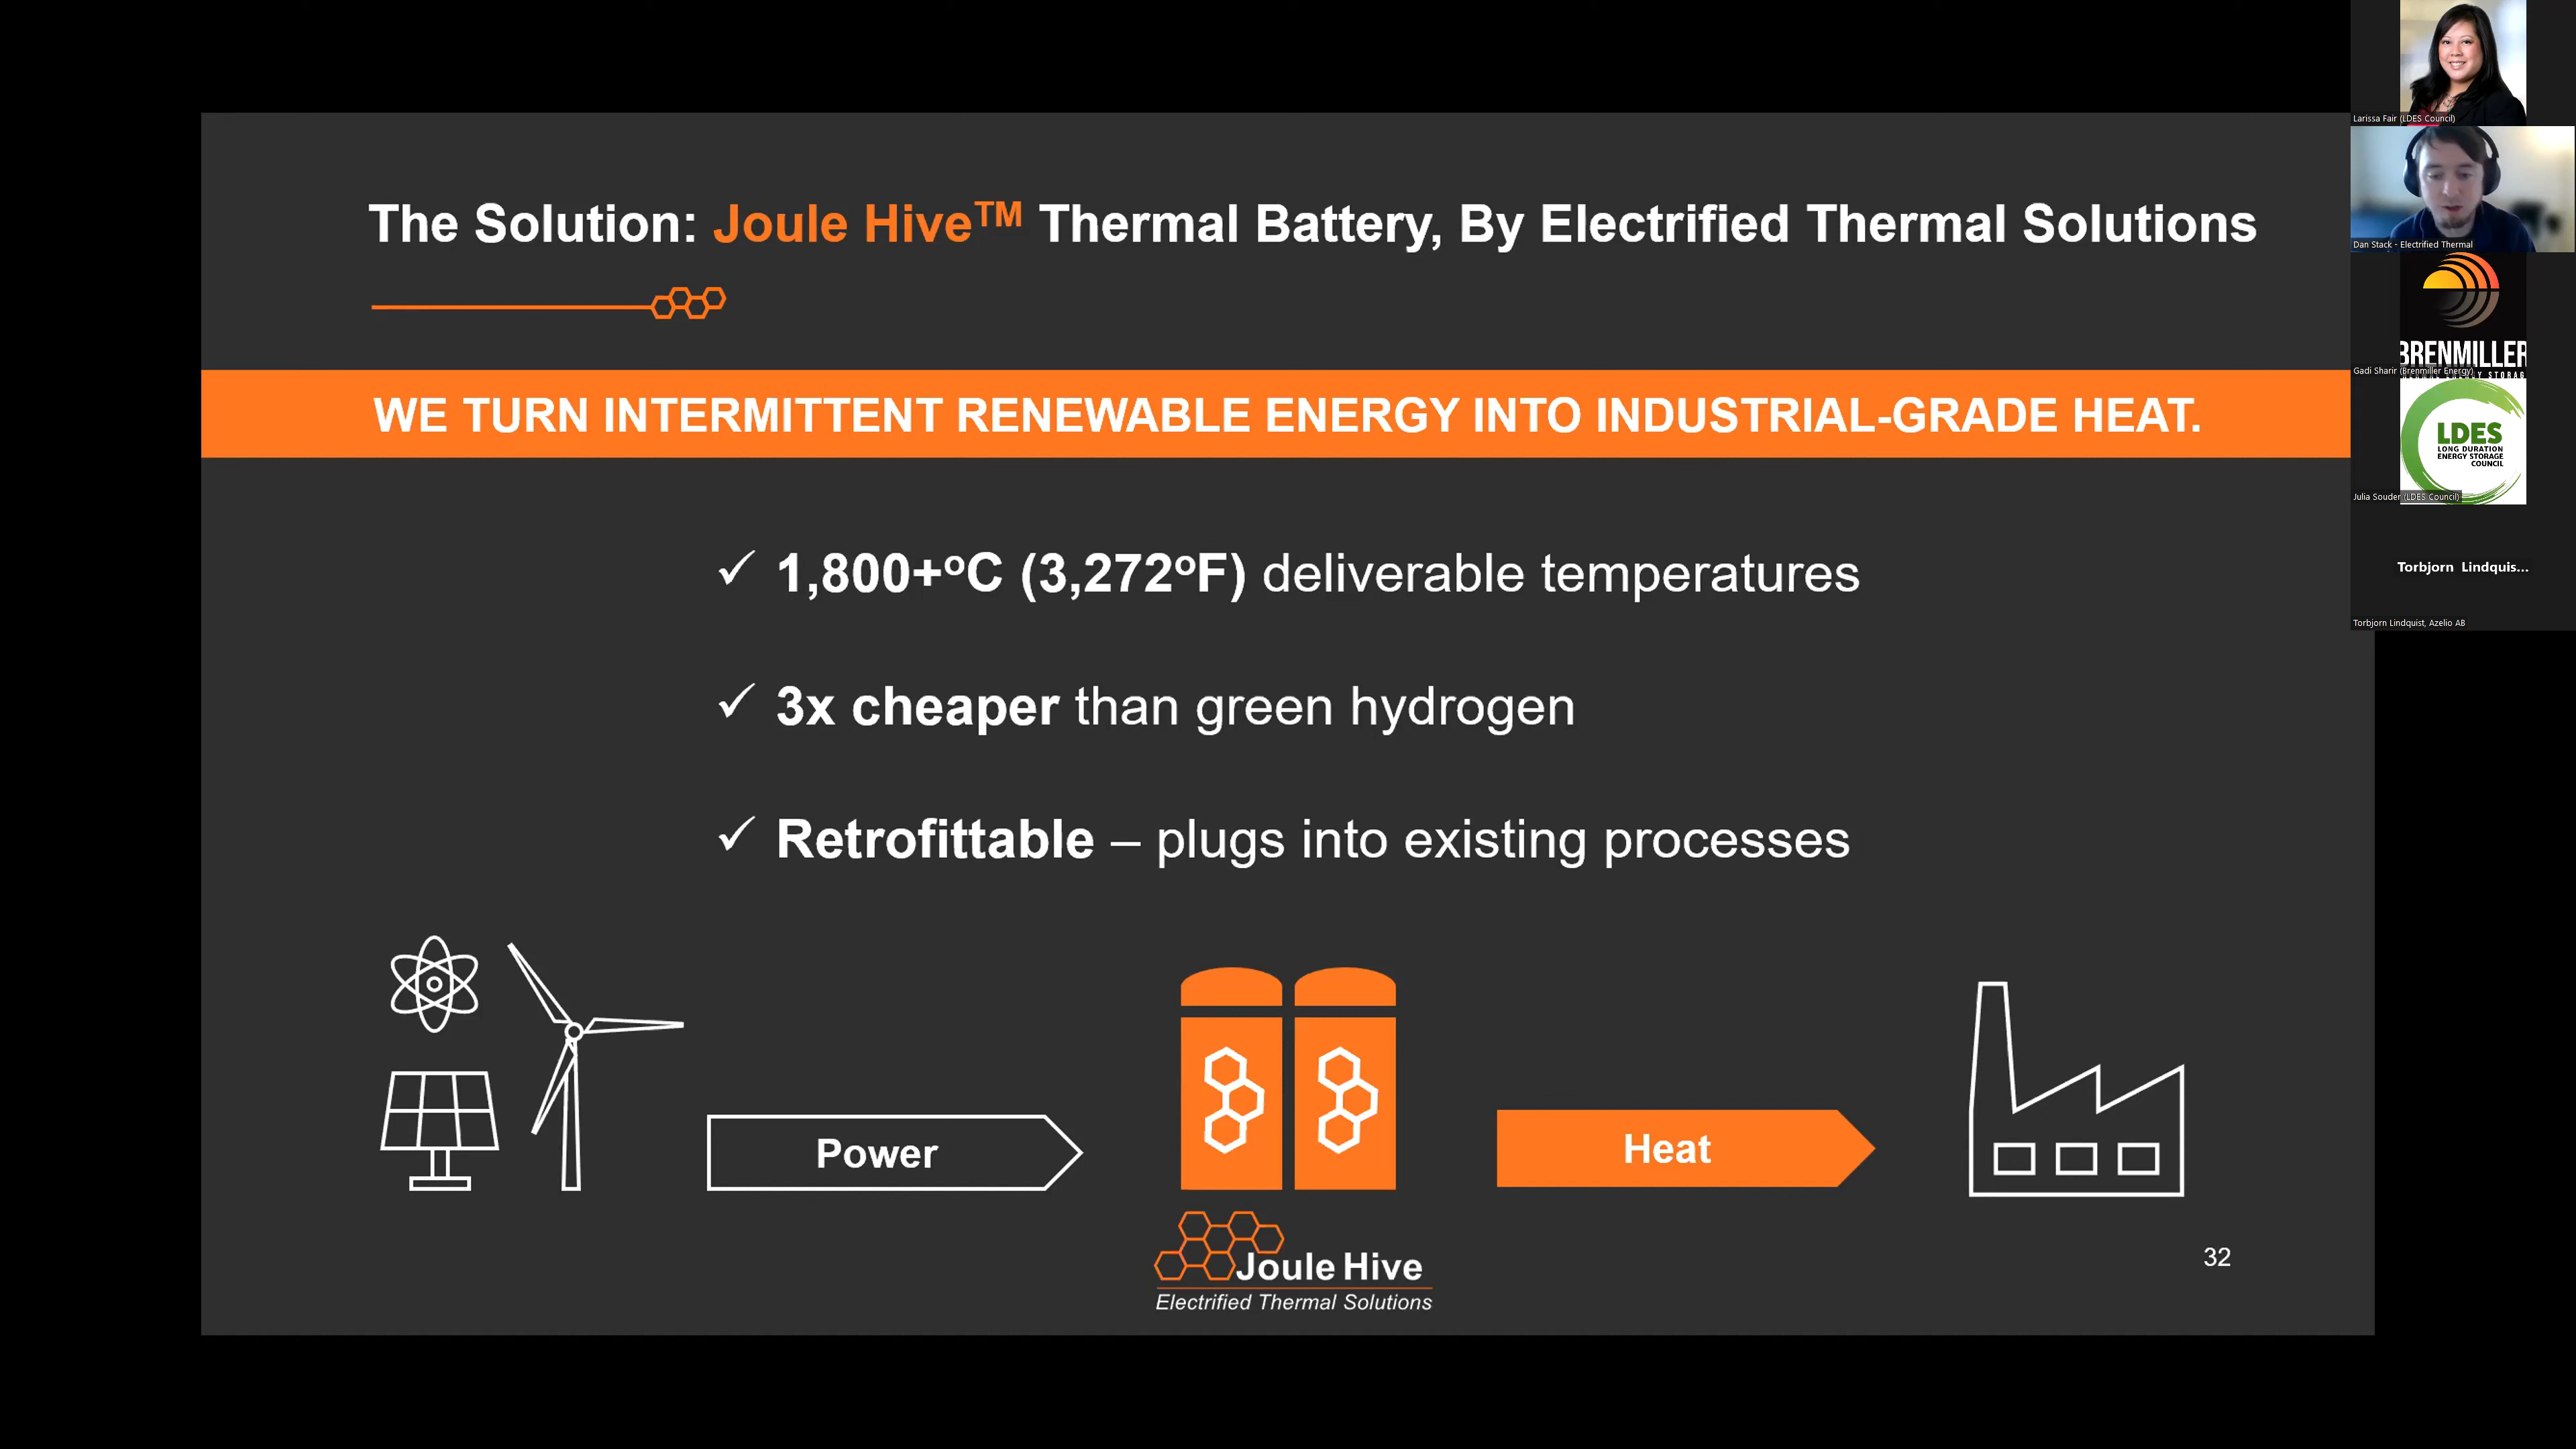 The Solution: Joule Hive™ Thermal Battery, By Electrified Thermal Solutions
WE TURN INTERMITTENT RENEWABLE ENERGY INTO INDUSTRIAL-GRADE HEAT.
✓ 1,800+ºC (3,272ºF) deliverable temperatures
✓ 3x cheaper than green hydrogen
✓ Retrofittable – plugs into existing processes
Power
Heat
Joule Hive
Electrified Thermal Solutions
32
Larissa Fair (LDES Council)
Dan Stack - Electrified Thermal
BRENMILLER
Gadi Sharir (Brenmiller Energy)
LDES
LONG DURATION
ENERGY STORAGE
COUNCIL
Julia Souder (LDES Council)
Torbjorn Lindquis...
Torbjorn Lindquist, Azelio AB